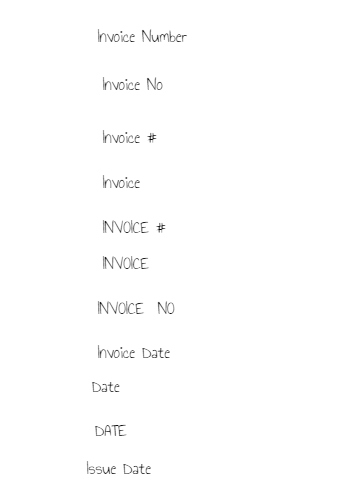 Invoice Number
Invoice No
Invoice #
Invoice
INVOICE #
INVOICE
INVOICE NO
Invoice Date
Date
DATE
Issue Date